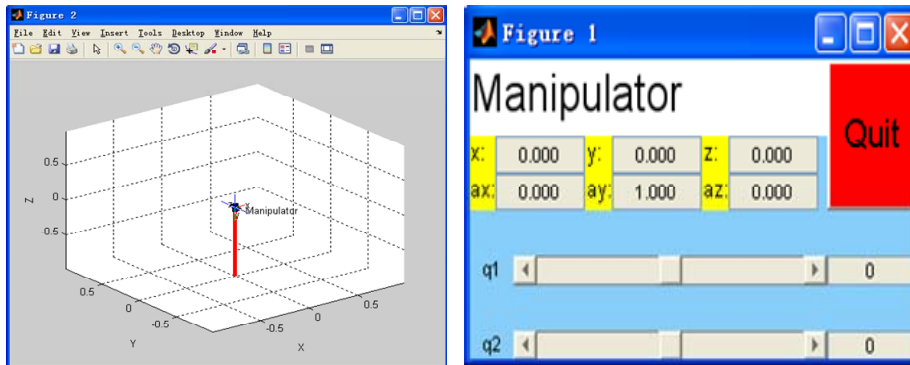 Figure 2
File Edit View Insert Tools Desktop Window Help
0.5
0
-0.5
Z
Manipulator
0.5
0
-0.5
Y
-0.5
0
0.5
X
Figure 1
Manipulator
Quit
x: 0.000 y: 0.000 z: 0.000
ax: 0.000 ay: 1.000 az: 0.000
q1 0
q2 0